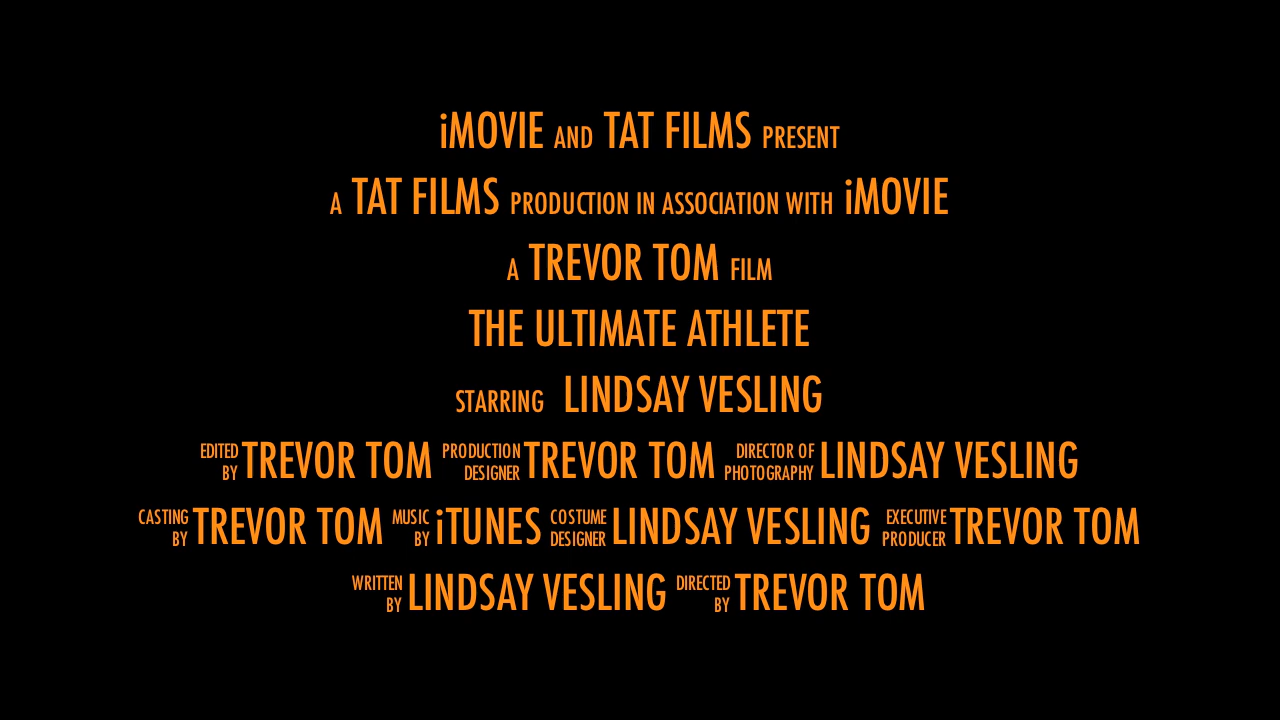 iMOVIE AND TAT FILMS PRESENT
A TAT FILMS PRODUCTION IN ASSOCIATION WITH iMOVIE
A TREVOR TOM FILM
THE ULTIMATE ATHLETE
STARRING LINDSAY VESLING
EDITED BY TREVOR TOM PRODUCTION DESIGNER TREVOR TOM DIRECTOR OF PHOTOGRAPHY LINDSAY VESLING
CASTING BY TREVOR TOM MUSIC BY iTUNES COSTUME DESIGNER LINDSAY VESLING EXECUTIVE PRODUCER TREVOR TOM
WRITTEN BY LINDSAY VESLING DIRECTED BY TREVOR TOM